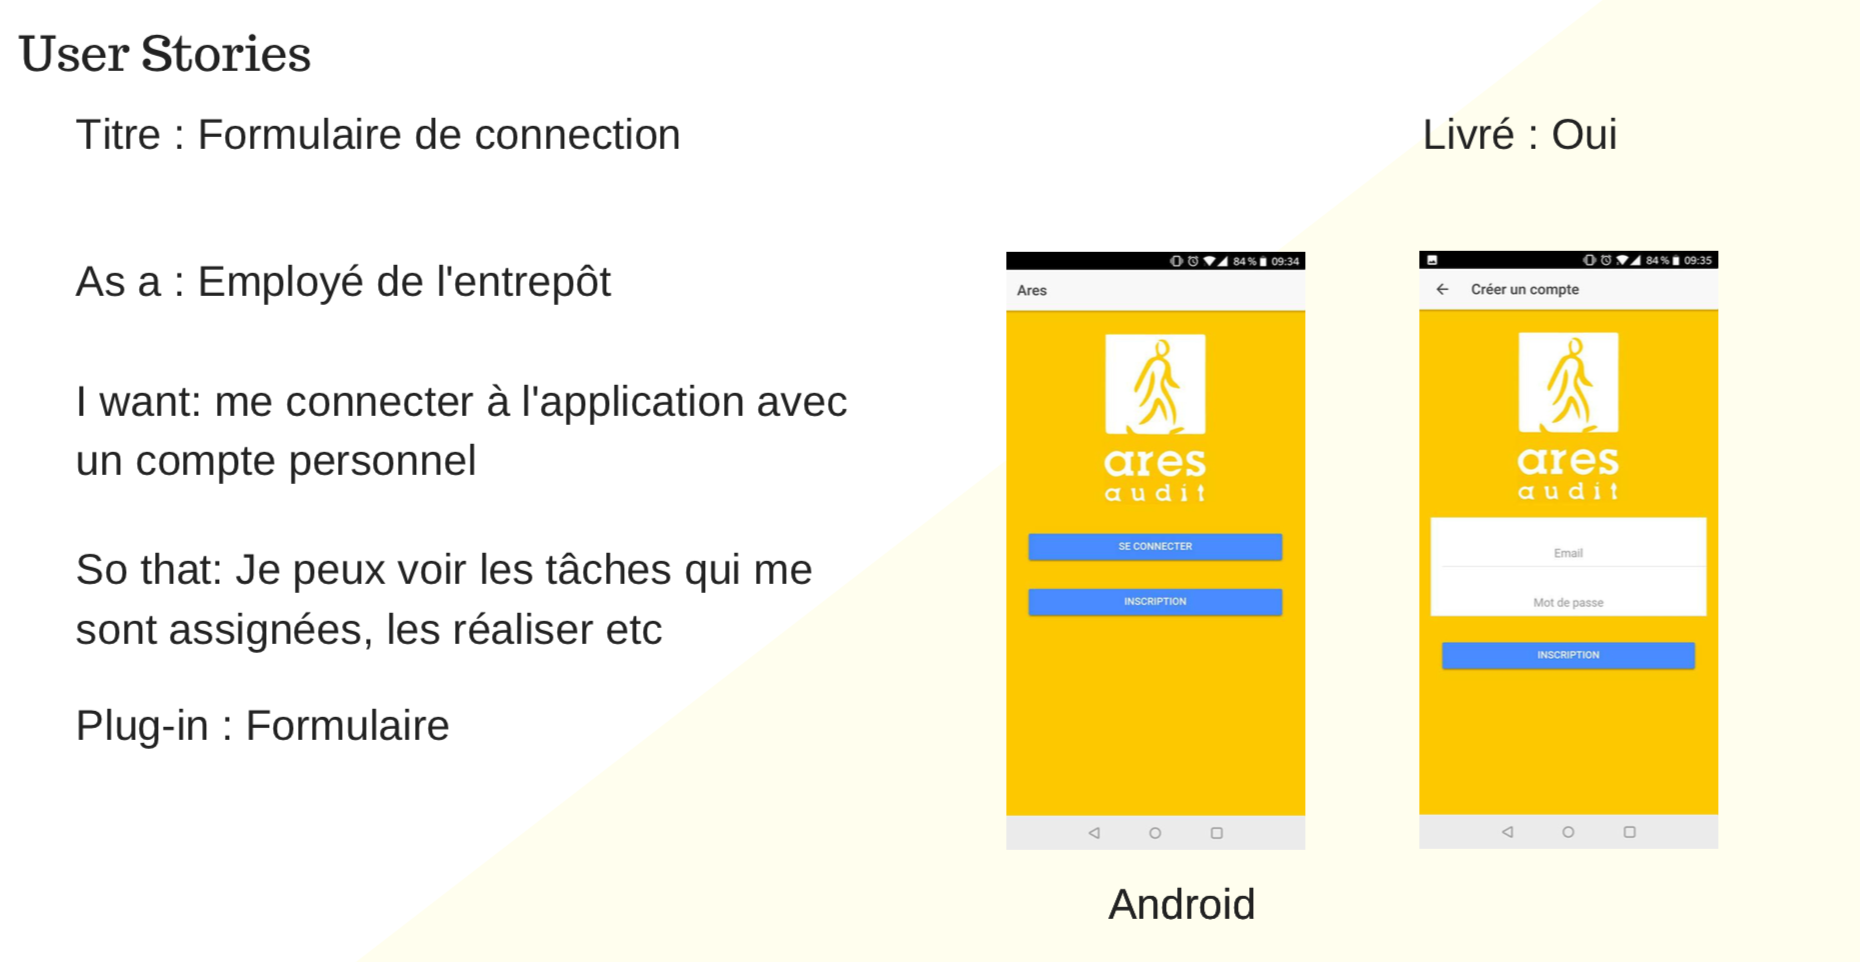 User Stories
Titre : Formulaire de connection
Livré : Oui
As a : Employé de l'entrepôt
I want: me connecter à l'application avec
un compte personnel
So that: Je peux voir les tâches qui me
sont assignées, les réaliser etc
Plug-in : Formulaire
84 % 09:34
Ares
ares
audit
SE CONNECTER
INSCRIPTION
84 % 09:35
Créer un compte
ares
audit
Email
Mot de passe
INSCRIPTION
Android